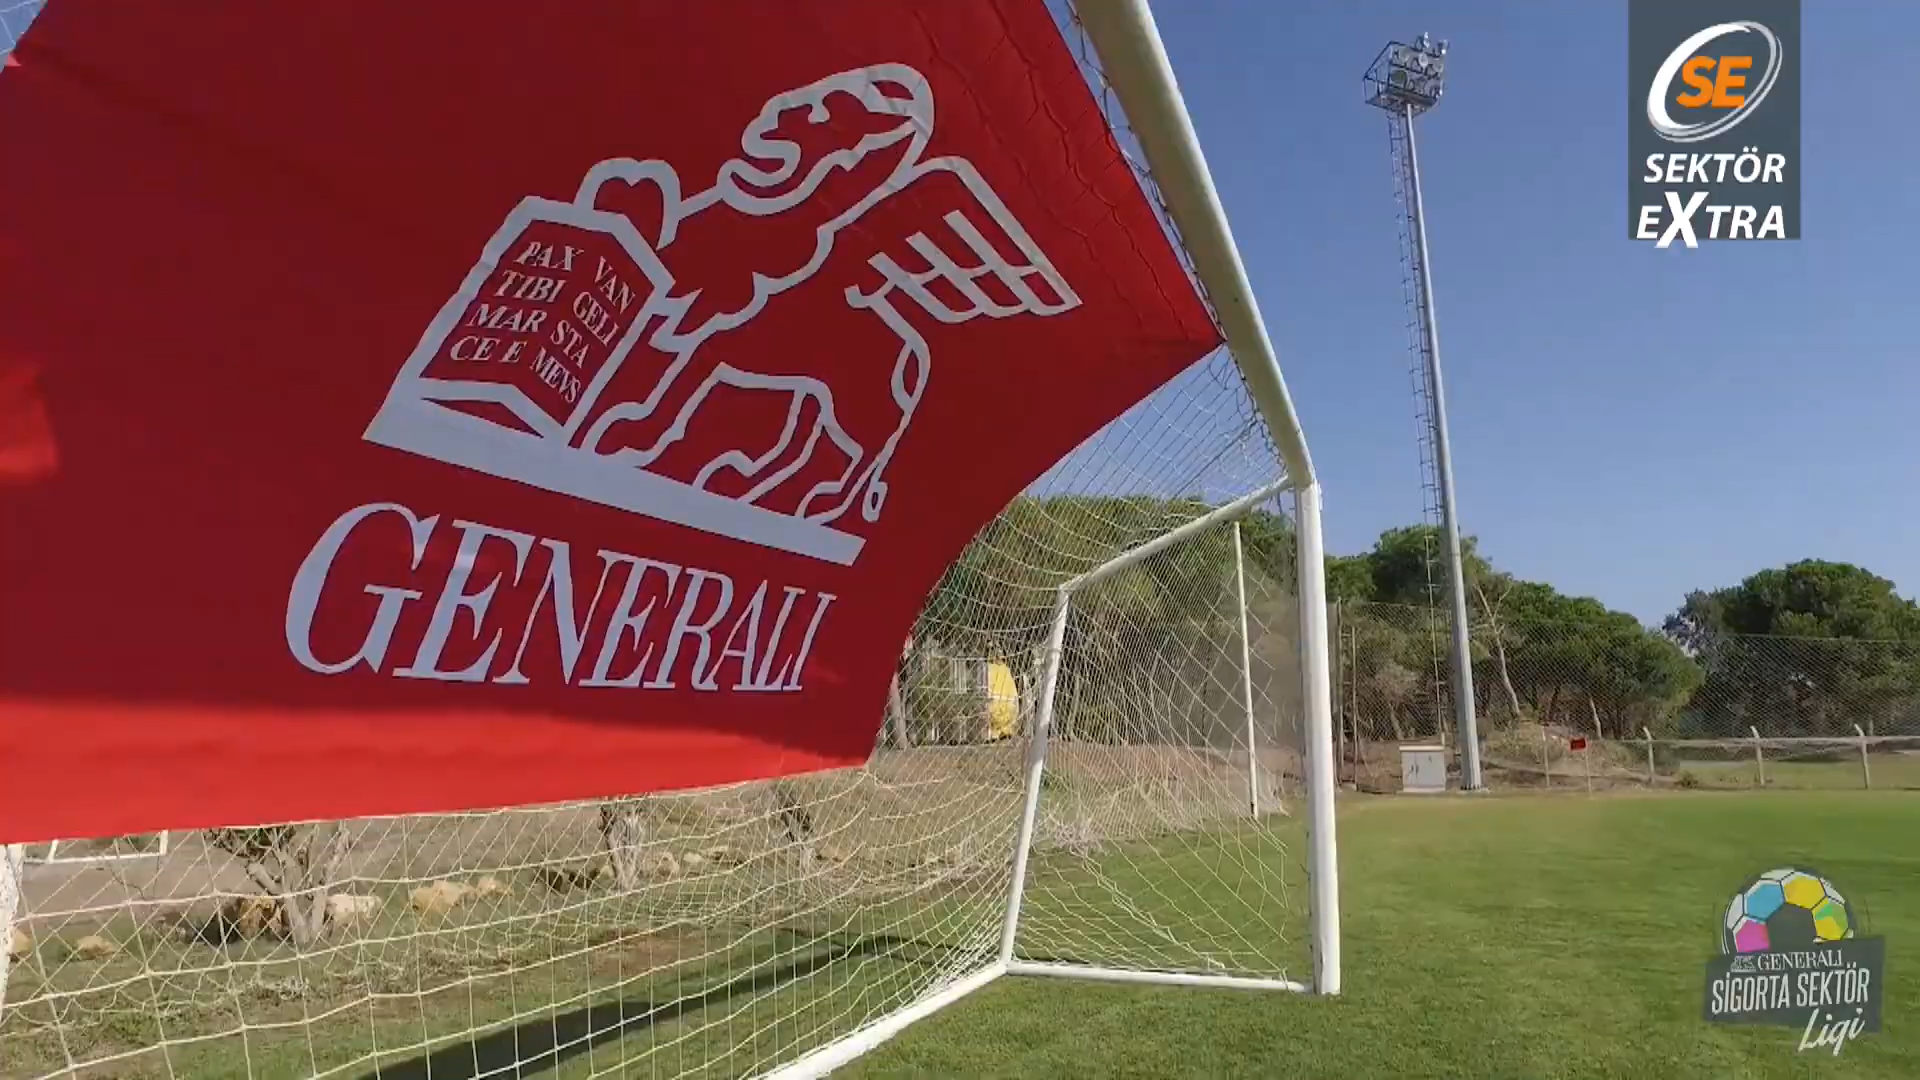 SE
SEKTÖR
EXTRA
PAX VAN
TIBI GELI
MAR STA
CE E MEVS
GENERALI
GENERALI
SİGORTA SEKTÖR
Ligi